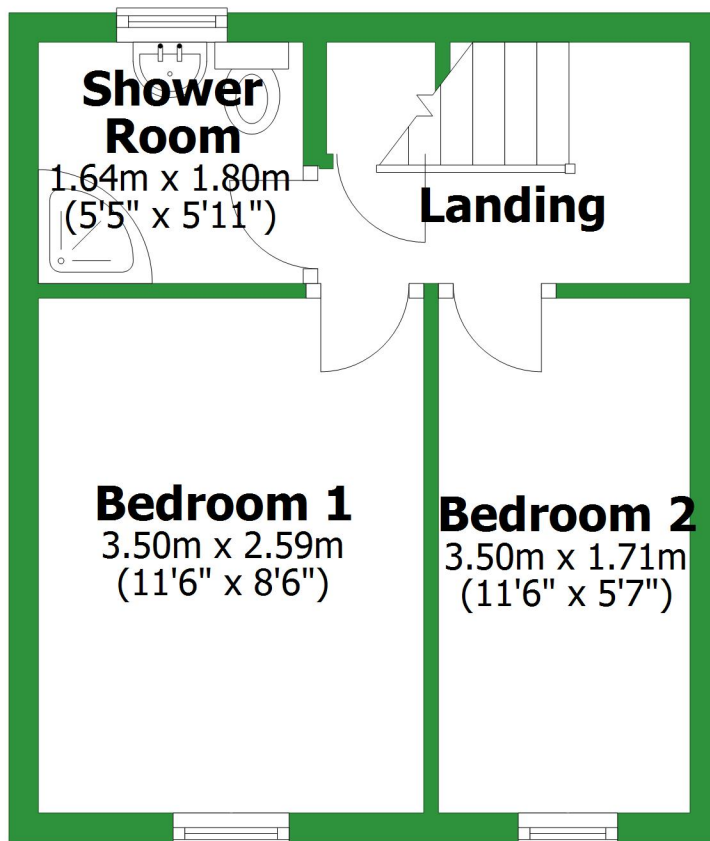 Shower
Room
1.64m x 1.80m
(5'5" x 5'11")
Landing
Bedroom 1
3.50m x 2.59m
(11'6" x 8'6")
Bedroom 2
3.50m x 1.71m
(11'6" x 5'7")